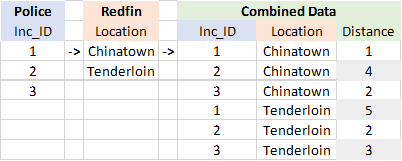 Police Redfin Combined Data
Inc_ID Location Inc_ID Location Distance
1 -> Chinatown -> 1 Chinatown 1
2 Tenderloin 2 Chinatown 4
3 3 Chinatown 2
1 Tenderloin 5
2 Tenderloin 2
3 Tenderloin 3